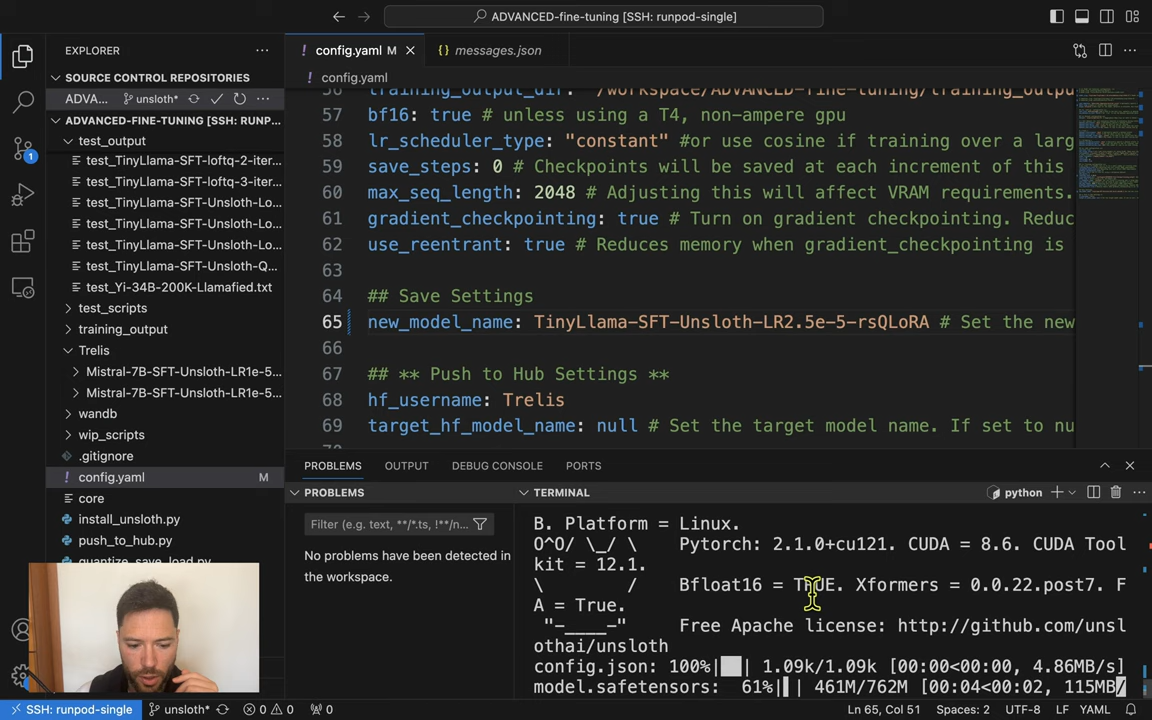 ADVANCED-fine-tuning [SSH: runpod-single]
EXPLORER
SOURCE CONTROL REPOSITORIES
ADVA... unsloth*
ADVANCED-FINE-TUNING [SSH: RUNP...
test_output
test_TinyLlama-SFT-loftq-2-iter...
test_TinyLlama-SFT-loftq-3-iter...
test_TinyLlama-SFT-Unsloth-Lo...
test_TinyLlama-SFT-Unsloth-Lo...
test_TinyLlama-SFT-Unsloth-Lo...
test_TinyLlama-SFT-Unsloth-Q...
test_Yi-34B-200K-Llamafied.txt
test_scripts
training_output
Trelis
Mistral-7B-SFT-Unsloth-LR1e-5...
Mistral-7B-SFT-Unsloth-LR1e-5...
wandb
wip_scripts
.gitignore
config.yaml M
core
install_unsloth.py
push_to_hub.py
quantize_save_load.py
config.yaml M
messages.json
config.yaml
56 training_output_dir: "/workspace/ADVANCED-fine-tuning/training_outpu
57 bf16: true # unless using a T4, non-ampere gpu
58 lr_scheduler_type: "constant" #or use cosine if training over a larg
59 save_steps: 0 # Checkpoints will be saved at each increment of this
60 max_seq_length: 2048 # Adjusting this will affect VRAM requirements.
61 gradient_checkpointing: true # Turn on gradient checkpointing. Reduc
62 use_reentrant: true # Reduces memory when gradient_checkpointing is
63
64 ## Save Settings
65 new_model_name: TinyLlama-SFT-Unsloth-LR2.5e-5-rsQLoRA # Set the new
66
67 ## ** Push to Hub Settings **
68 hf_username: Trelis
69 target_hf_model_name: null # Set the target model name. If set to nu
PROBLEMS OUTPUT DEBUG CONSOLE PORTS
PROBLEMS
Filter (e.g. text, **/*.ts, !**/n...
No problems have been detected in
the workspace.
TERMINAL
python
B. Platform = Linux.
O^O/ \_/ \ Pytorch: 2.1.0+cu121. CUDA = 8.6. CUDA Tool
kit = 12.1.
\ / Bfloat16 = TRUE. Xformers = 0.0.22.post7. F
A = True.
"-____-" Free Apache license: http://github.com/unsl
othai/unsloth
config.json: 100%|██| 1.09k/1.09k [00:00<00:00, 4.86MB/s]
model.safetensors: 61%|▌| 461M/762M [00:04<00:02, 115MB/
SSH: runpod-single unsloth* 0 0 0 Ln 65, Col 51 Spaces: 2 UTF-8 LF YAML